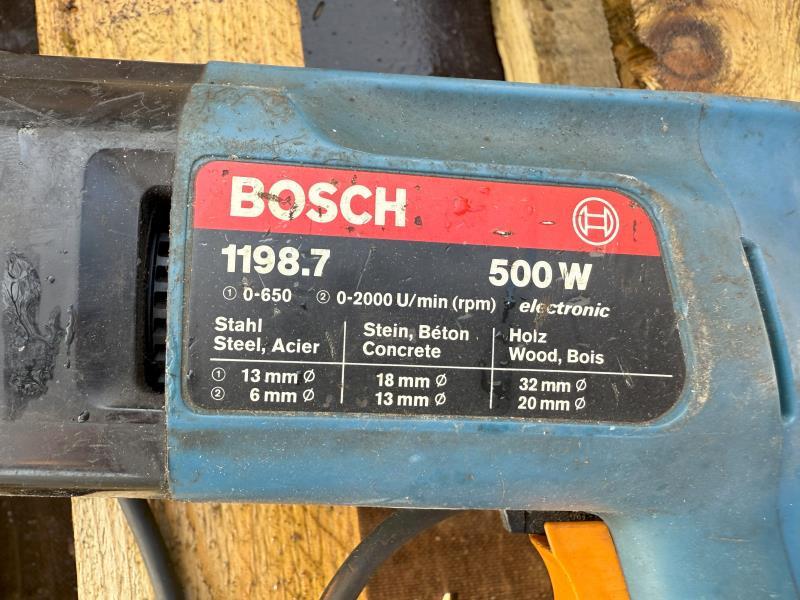 BOSCH
1198.7 500 W
① 0-650 ② 0-2000 U/min (rpm) electronic
Stahl Stein, Béton Holz
Steel, Acier Concrete Wood, Bois
① 13 mm Ø 18 mm Ø 32 mm Ø
② 6 mm Ø 13 mm Ø 20 mm Ø